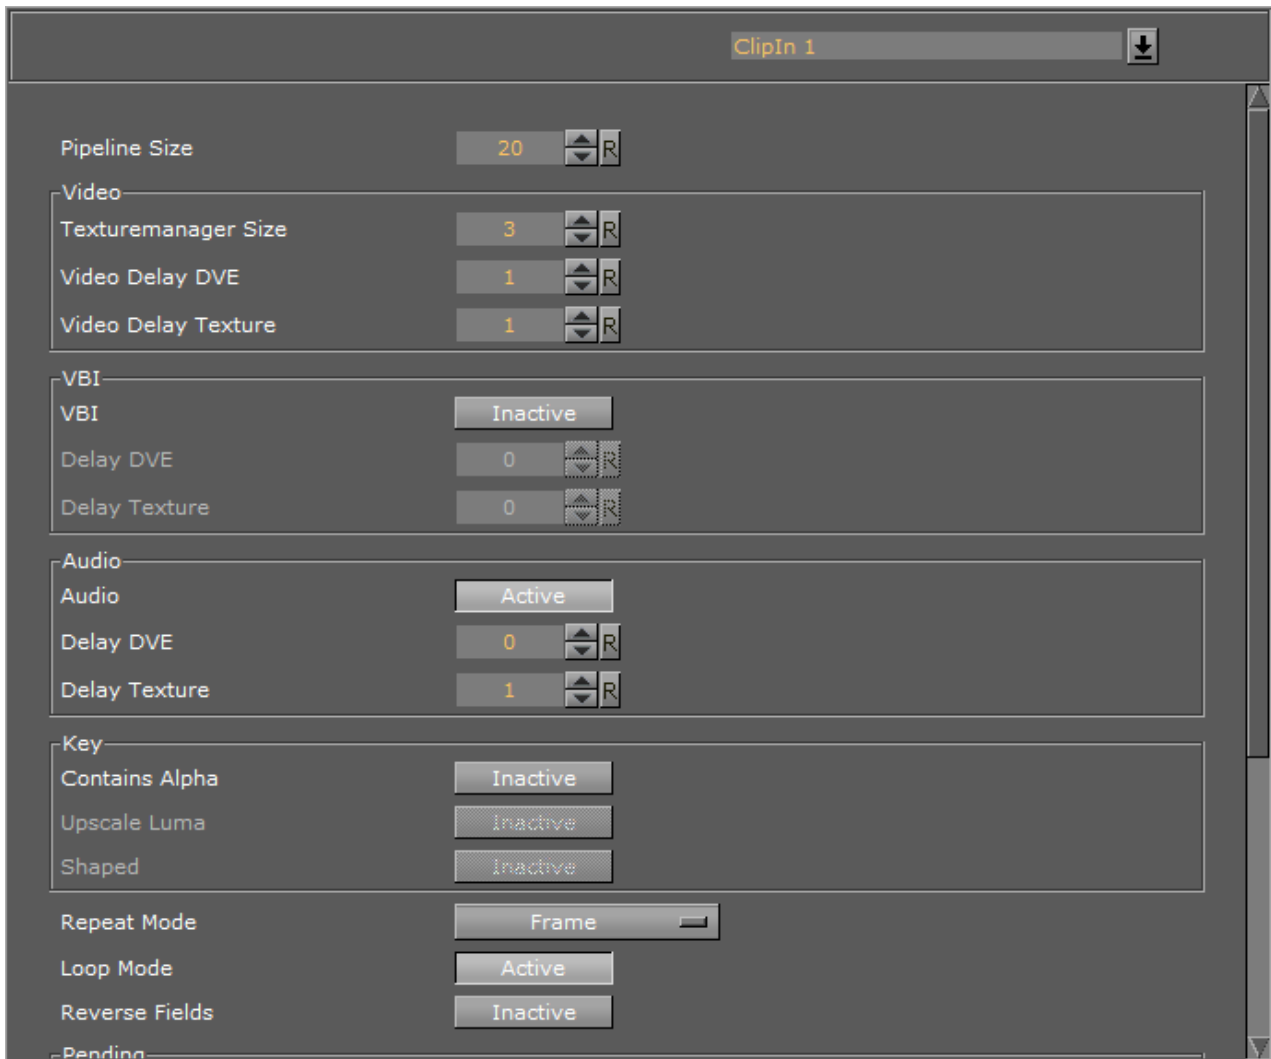 ClipIn 1
Pipeline Size 20 R
Video
Texturemanager Size 3 R
Video Delay DVE 1 R
Video Delay Texture 1 R
VBI
VBI Inactive
Delay DVE 0 R
Delay Texture 0 R
Audio
Audio Active
Delay DVE 0 R
Delay Texture 1 R
Key
Contains Alpha Inactive
Upscale Luma Inactive
Shaped Inactive
Repeat Mode Frame
Loop Mode Active
Reverse Fields Inactive
Pending